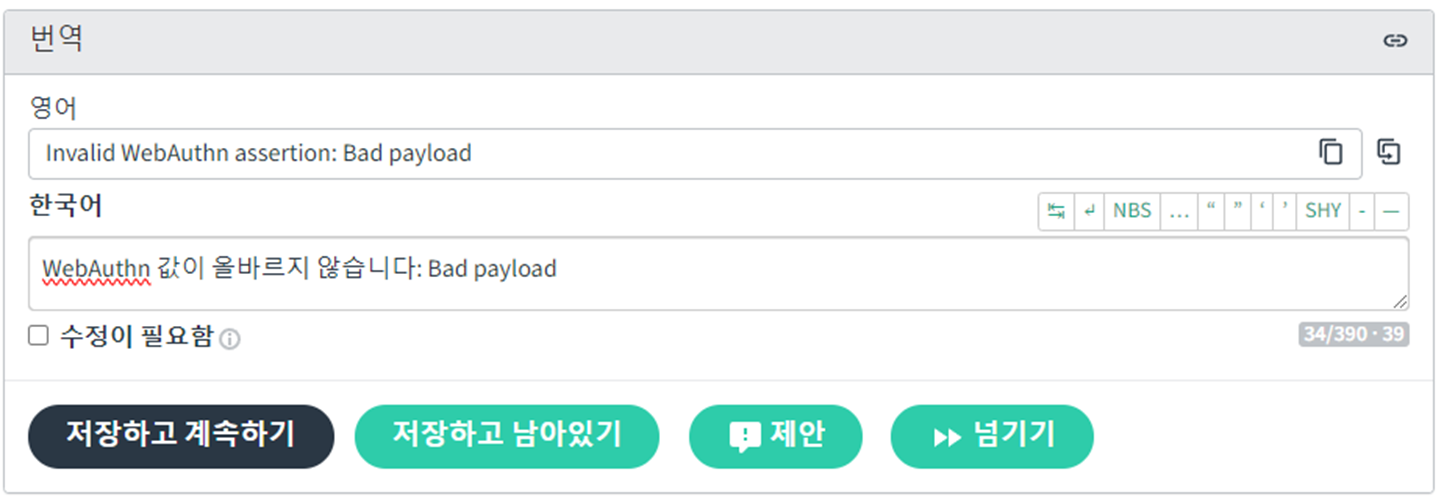 번역
영어
Invalid WebAuthn assertion: Bad payload
한국어
NBS … “ ” ‘ ’ SHY - —
WebAuthn 값이 올바르지 않습니다: Bad payload
수정이 필요함
34/390 · 39
저장하고 계속하기 저장하고 남아있기 제안 넘기기